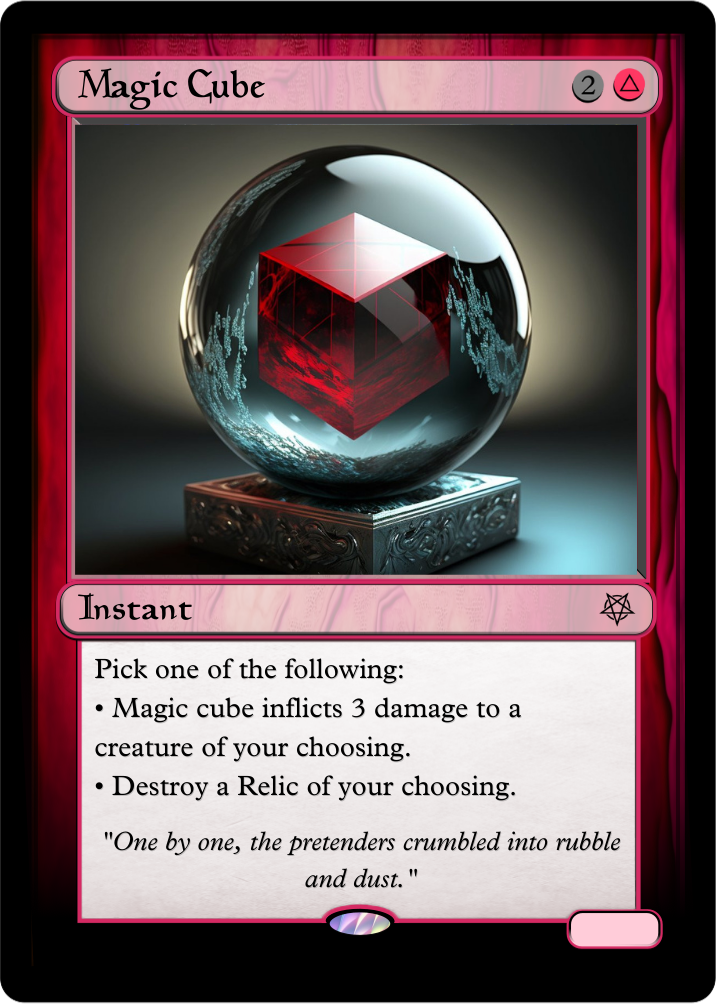 Magic Cube 2
Instant
Pick one of the following:
• Magic cube inflicts 3 damage to a
creature of your choosing.
• Destroy a Relic of your choosing.
"One by one, the pretenders crumbled into rubble
and dust."